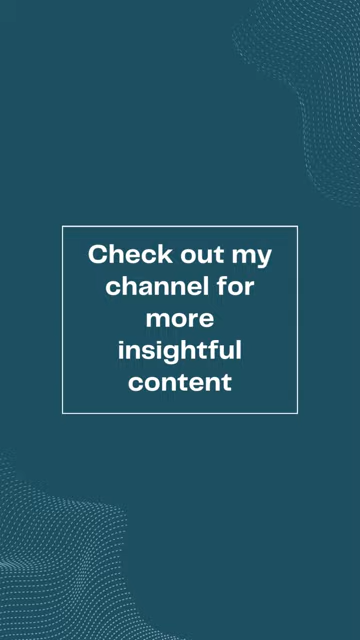 Check out my
channel for
more
insightful
content